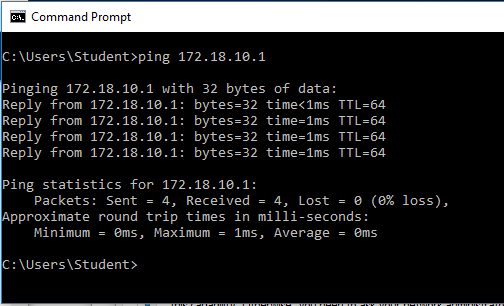 Command Prompt
C:\Users\Student>ping 172.18.10.1
Pinging 172.18.10.1 with 32 bytes of data:
Reply from 172.18.10.1: bytes=32 time<1ms TTL=64
Reply from 172.18.10.1: bytes=32 time=1ms TTL=64
Reply from 172.18.10.1: bytes=32 time=1ms TTL=64
Reply from 172.18.10.1: bytes=32 time=1ms TTL=64
Ping statistics for 172.18.10.1:
    Packets: Sent = 4, Received = 4, Lost = 0 (0% loss),
Approximate round trip times in milli-seconds:
    Minimum = 0ms, Maximum = 1ms, Average = 0ms
C:\Users\Student>